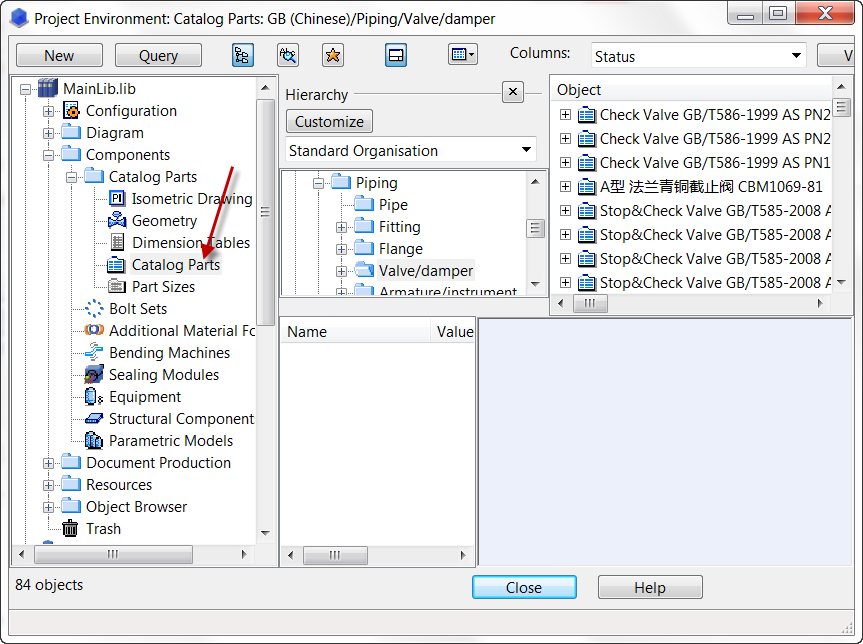 Project Environment: Catalog Parts: GB (Chinese)/Piping/Valve/damper
New
Query
Columns:
Status
V
MainLib.lib
Configuration
Diagram
Components
Catalog Parts
Isometric Drawing
Geometry
Dimension Tables
Catalog Parts
Part Sizes
Bolt Sets
Additional Material Fo
Bending Machines
Sealing Modules
Equipment
Structural Component
Parametric Models
Document Production
Resources
Object Browser
Trash
Hierarchy
Customize
Standard Organisation
Piping
Pipe
Fitting
Flange
Valve/damper
Armature/instrument
Object
Check Valve GB/T586-1999 AS PN2
Check Valve GB/T586-1999 AS PN2
Check Valve GB/T586-1999 AS PN1
A型 法兰青铜截止阀 CBM1069-81
Stop&Check Valve GB/T585-2008 A
Stop&Check Valve GB/T585-2008 A
Stop&Check Valve GB/T585-2008 A
Stop&Check Valve GB/T585-2008 A
Name
Value
84 objects
Close
Help